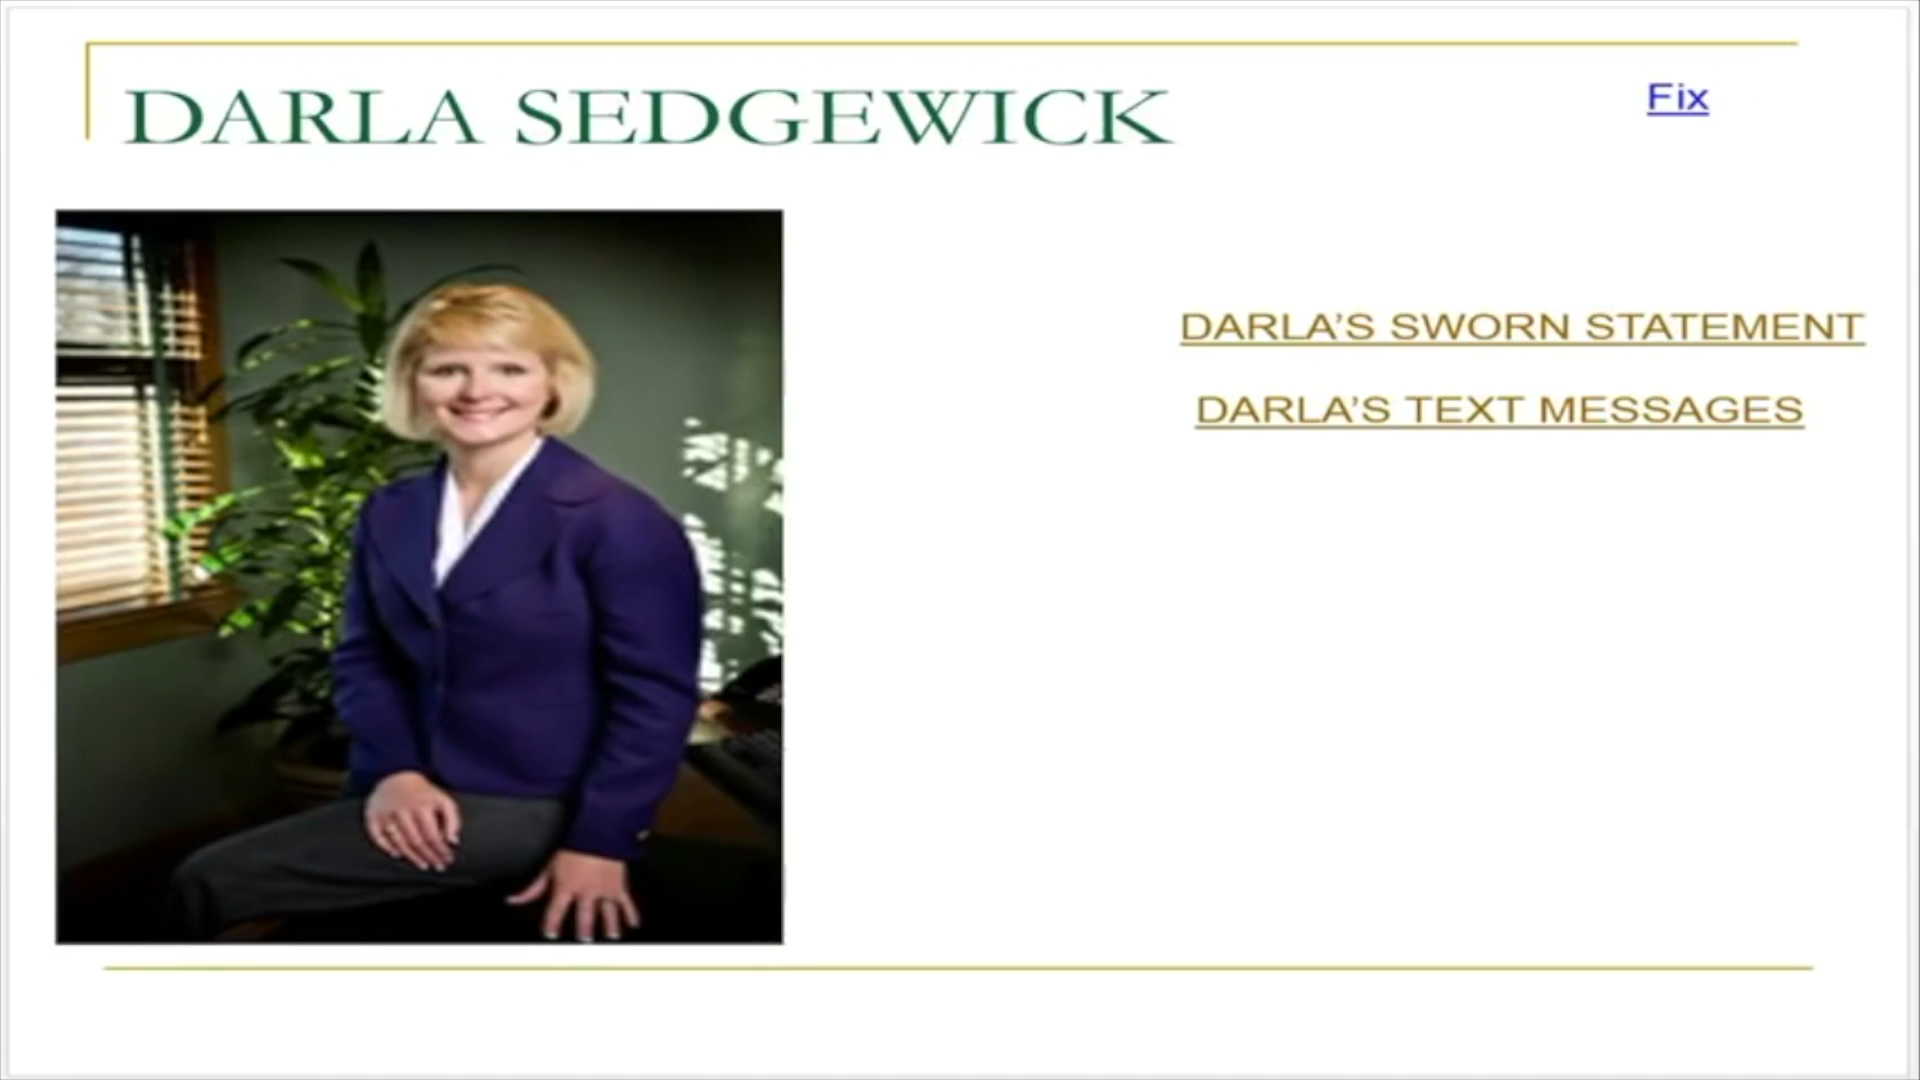 DARLA SEDGEWICK
Fix
DARLA’S SWORN STATEMENT
DARLA’S TEXT MESSAGES